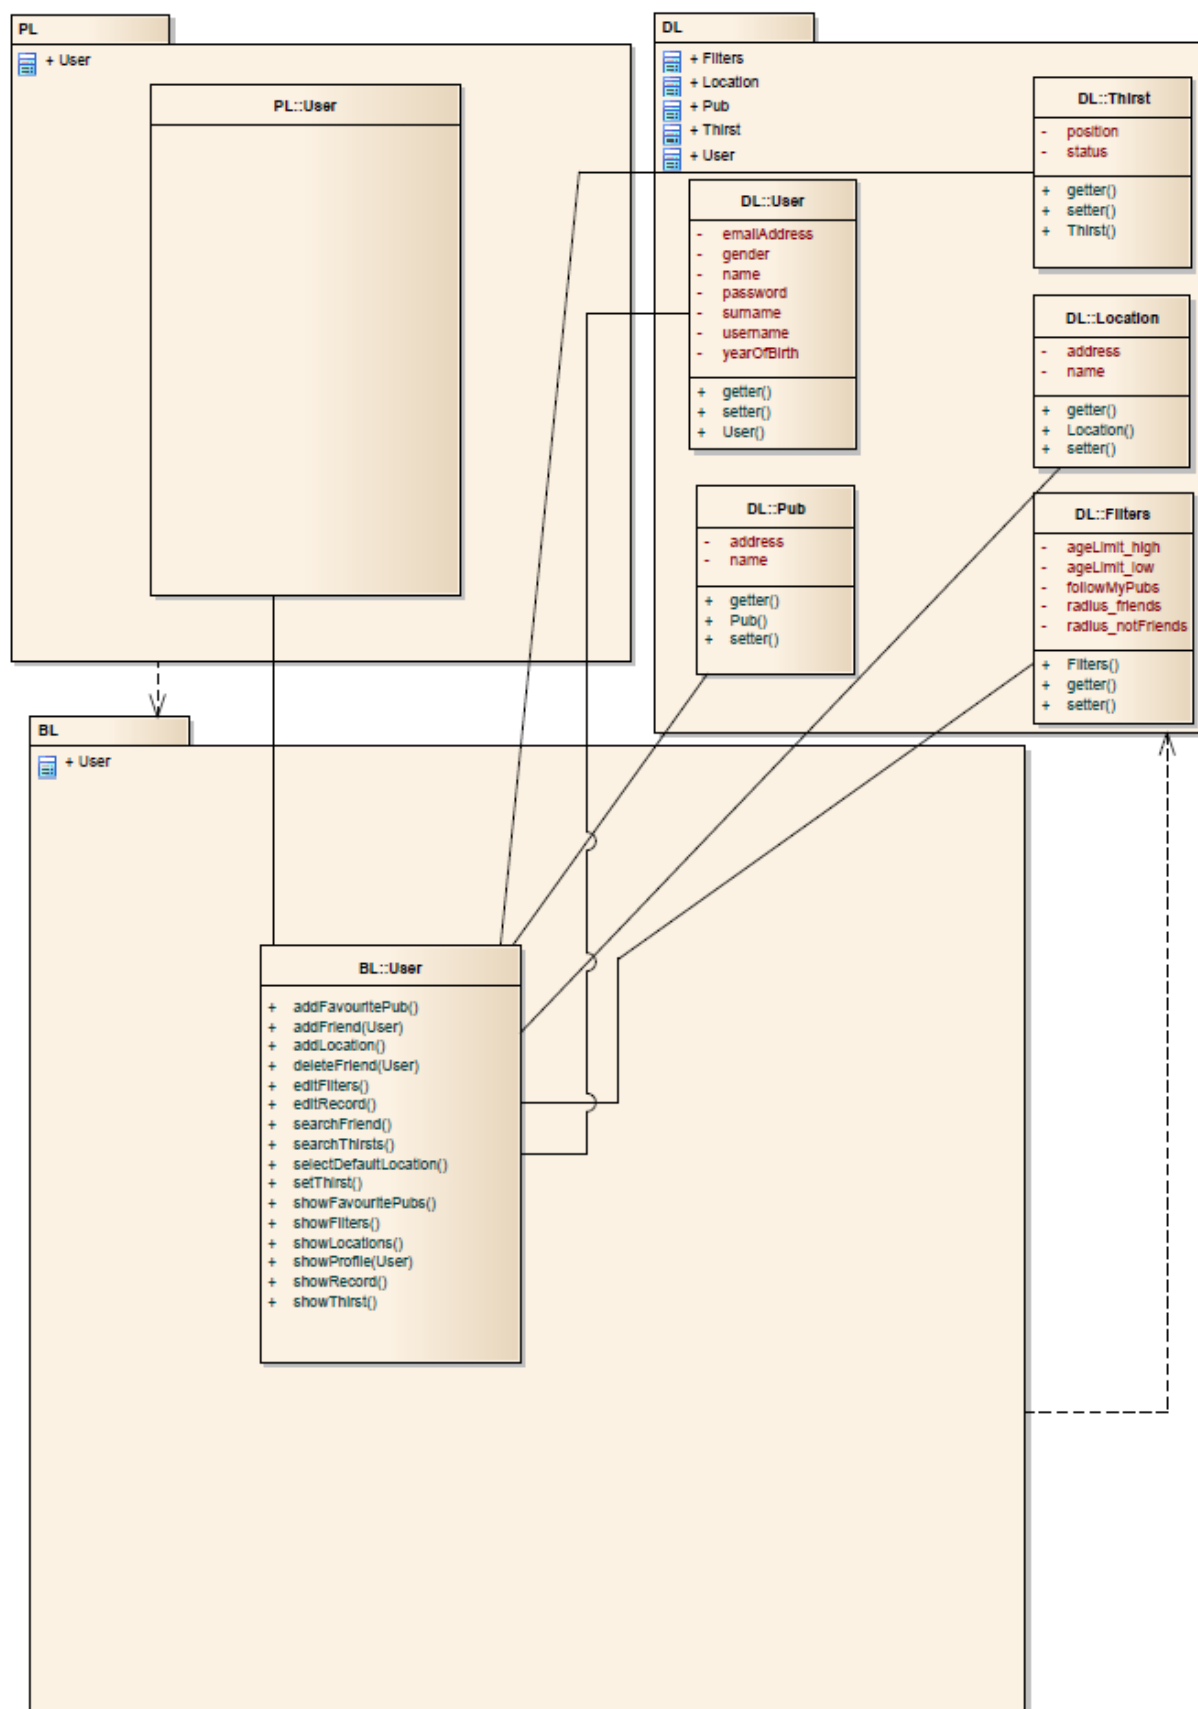 PL
+ User
PL::User
DL
+ Filters
+ Location
+ Pub
+ Thirst
+ User
DL::Thirst
- position
- status
+ getter()
+ setter()
+ Thirst()
DL::User
- emailAddress
- gender
- name
- password
- surname
- username
- yearOfBirth
+ getter()
+ setter()
+ User()
DL::Location
- address
- name
+ getter()
+ Location()
+ setter()
DL::Pub
- address
- name
+ getter()
+ Pub()
+ setter()
DL::Filters
- ageLimit_high
- ageLimit_low
- followMyPubs
- radius_friends
- radius_notFriends
+ Filters()
+ getter()
+ setter()
BL
+ User
BL::User
+ addFavouritePub()
+ addFriend(User)
+ addLocation()
+ deleteFriend(User)
+ editFilters()
+ editRecord()
+ searchFriend()
+ searchThirsts()
+ selectDefaultLocation()
+ setThirst()
+ showFavouritePubs()
+ showFilters()
+ showLocations()
+ showProfile(User)
+ showRecord()
+ showThirst()